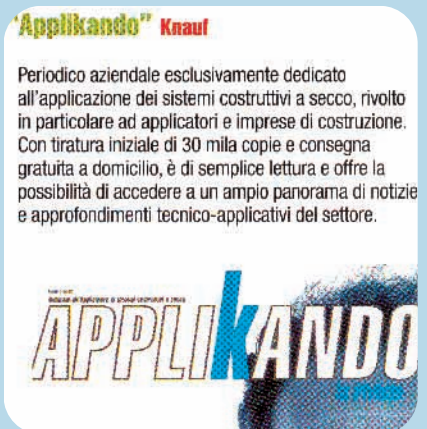 "Applikando" Knauf
Periodico aziendale esclusivamente dedicato
all'applicazione dei sistemi costruttivi a secco, rivolto
in particolare ad applicatori e imprese di costruzione.
Con tiratura iniziale di 30 mila copie e consegna
gratuita a domicilio, è di semplice lettura e offre la
possibilità di accedere a un ampio panorama di notizie
e approfondimenti tecnico-applicativi del settore.
APPLIkANDO